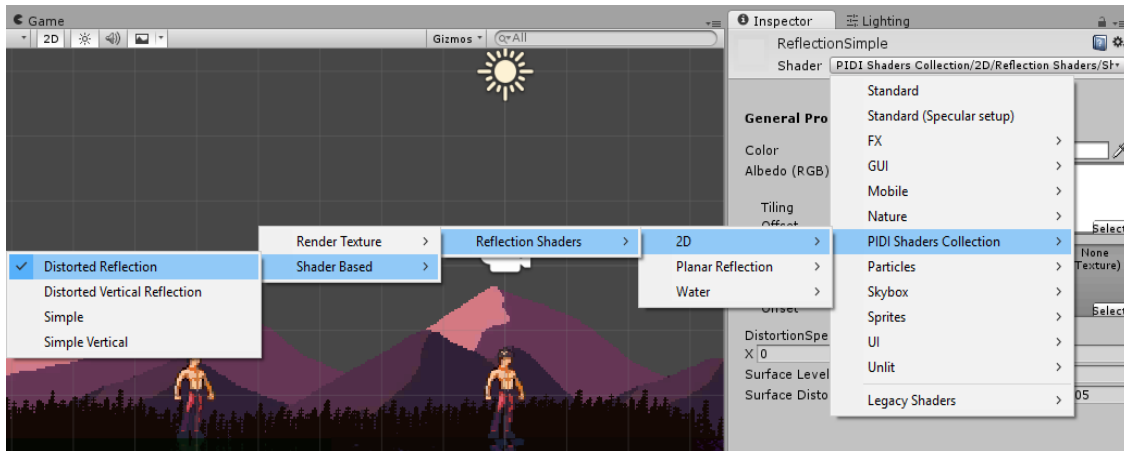 Game
Inspector
Lighting
2D
Gizmos
All
ReflectionSimple
Shader
PIDI Shaders Collection/2D/Reflection Shaders/Sh
Standard
Standard (Specular setup)
General Pro
FX
Color
Albedo (RGB)
GUI
Mobile
Tiling
Nature
Offset
Select
Render Texture
Reflection Shaders
2D
PIDI Shaders Collection
None
Distorted Reflection
Shader Based
Planar Reflection
Particles
Texture)
Distorted Vertical Reflection
Water
Skybox
Simple
Offset
Sprites
Select
Simple Vertical
DistortionSpe
UI
X 0
Surface Level
Unlit
Surface Disto
05
Legacy Shaders